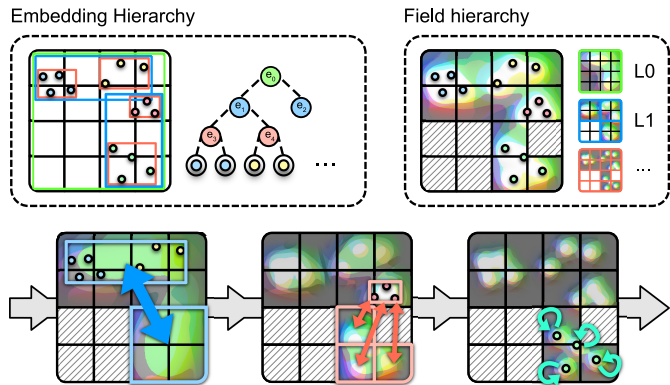 Embedding Hierarchy
Field hierarchy
e0
e1
e2
e3
e4
...
L0
L1
...